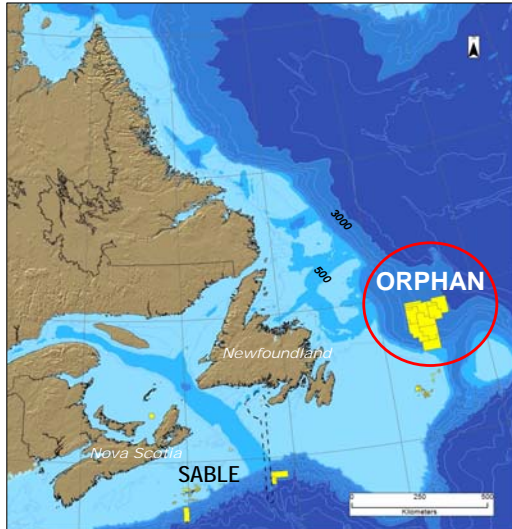 3000
500
ORPHAN
Newfoundland
Nova Scotia
SABLE
0 250 500
Kilometers